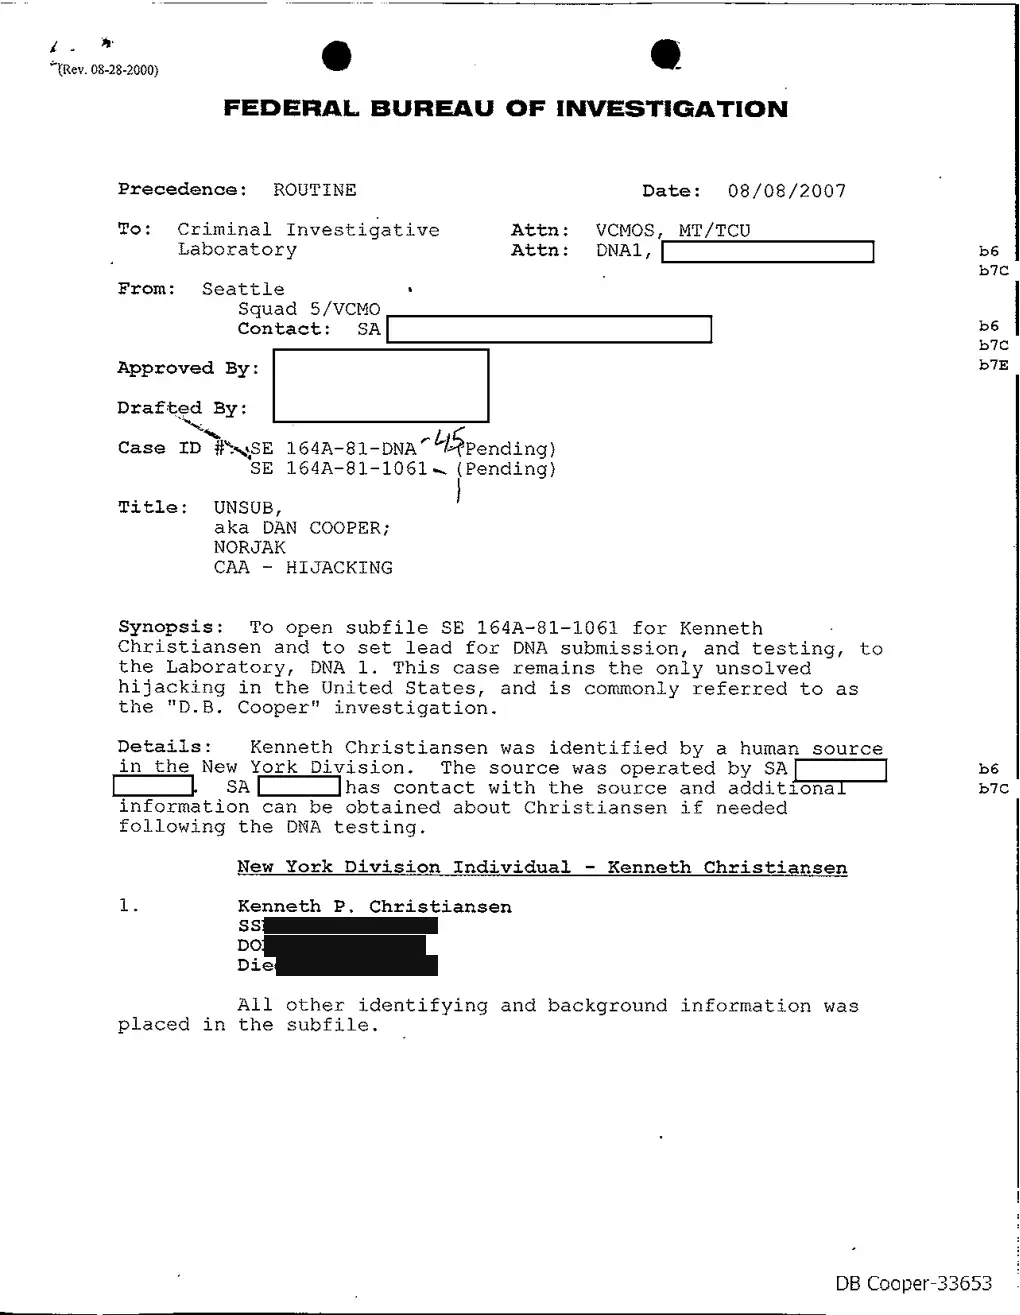 (Rev. 08-28-2000)
FEDERAL BUREAU OF INVESTIGATION
Precedence: ROUTINE Date: 08/08/2007
To: Criminal Investigative Attn: VCMOS, MT/TCU
Laboratory Attn: DNA1,
b6
b7C
From: Seattle
Squad 5/VCMO
Contact: SA
b6
b7C
b7E
Approved By:
Drafted By:
Case ID #: SE 164A-81-DNA-45 (Pending)
SE 164A-81-1061-1 (Pending)
Title: UNSUB,
aka DAN COOPER;
NORJAK
CAA - HIJACKING
Synopsis: To open subfile SE 164A-81-1061 for Kenneth
Christiansen and to set lead for DNA submission, and testing, to
the Laboratory, DNA 1. This case remains the only unsolved
hijacking in the United States, and is commonly referred to as
the "D.B. Cooper" investigation.
Details: Kenneth Christiansen was identified by a human source
in the New York Division. The source was operated by SA
b6
. SA has contact with the source and additional
b7C
information can be obtained about Christiansen if needed
following the DNA testing.
New York Division Individual - Kenneth Christiansen
1. Kenneth P. Christiansen
SS
DO
Die
All other identifying and background information was
placed in the subfile.
DB Cooper-33653